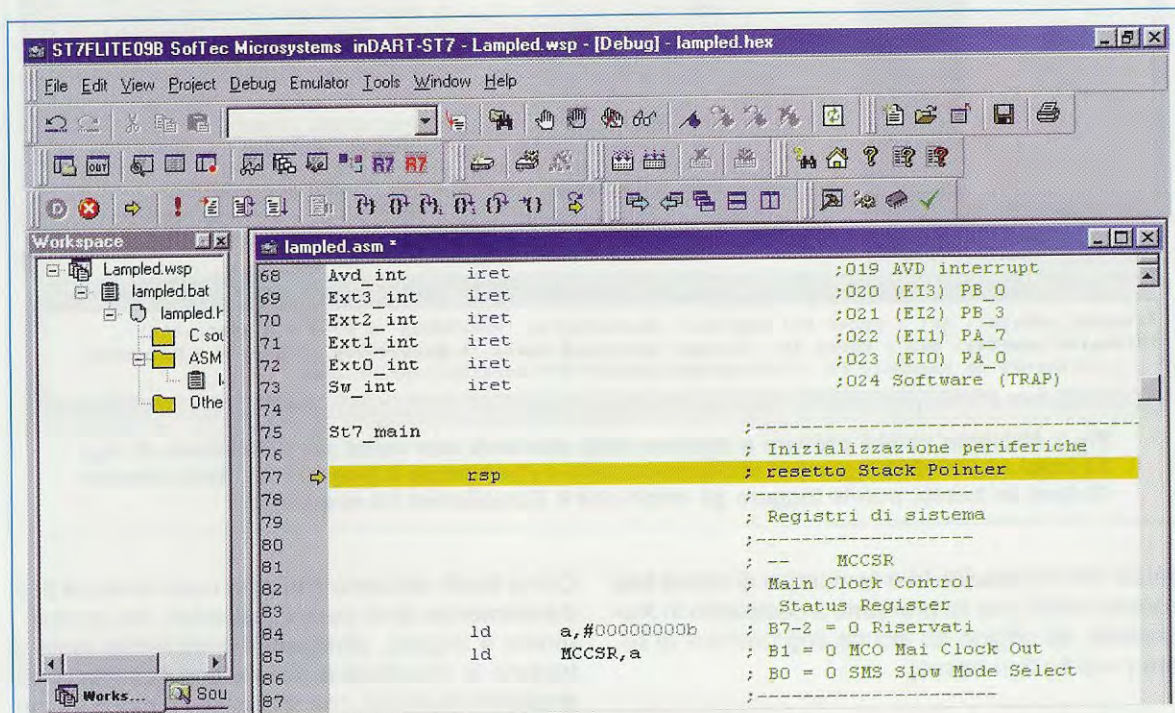 ST7FLITE09B SofTec Microsystems inDART-ST7 - Lampled.wsp - [Debug] - lampled.hex
File Edit View Project Debug Emulator Tools Window Help
OUT R7 R7
Workspace
Lampled.wsp
lampled.bat
lampled.h
C sou
ASM
Othe
Works... Sou
lampled.asm *
68 Avd_int iret ;019 AVD interrupt
69 Ext3_int iret ;020 (EI3) PB_0
70 Ext2_int iret ;021 (EI2) PB_3
71 Ext1_int iret ;022 (EI1) PA_7
72 Ext0_int iret ;023 (EI0) PA_0
73 Sw_int iret ;024 Software (TRAP)
74
75 St7_main ;-----------------------------------
76 ; Inizializzazione periferiche
77 rsp ; resetto Stack Pointer
78 ;
79 ; Registri di sistema
80 ;--------------------
81 ; -- MCCSR
82 ; Main Clock Control
83 ; Status Register
84 ld a,#00000000b ; B7-2 = 0 Riservati
85 ld MCCSR,a ; B1 = 0 MCO Mai Clock Out
86 ; B0 = 0 SMS Slow Mode Select
87 ;----------------------